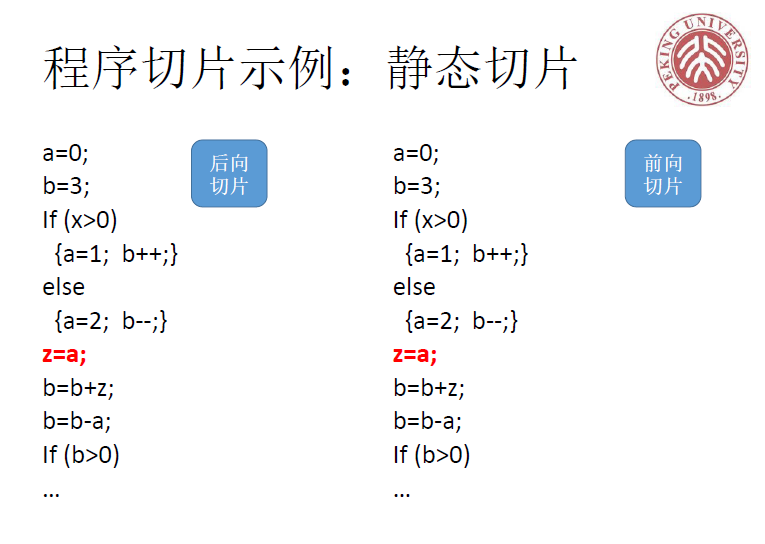 程序切片示例：静态切片
PEKING UNIVERSITY
·1898·
a=0;
b=3;
If (x>0)
{a=1; b++;}
else
{a=2; b--;}
z=a;
b=b+z;
b=b-a;
If (b>0)
...
后向
切片
a=0;
b=3;
If (x>0)
{a=1; b++;}
else
{a=2; b--;}
z=a;
b=b+z;
b=b-a;
If (b>0)
...
前向
切片